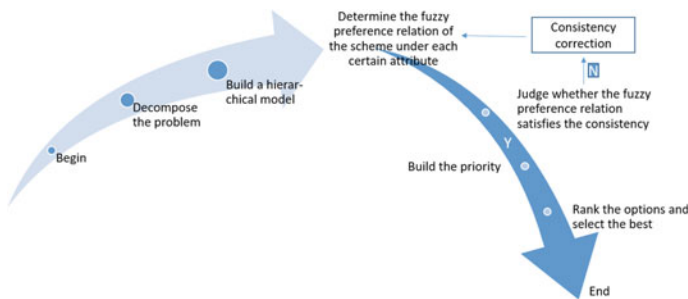 Begin
Decompose
the problem
Build a hierar-
chical model
Determine the fuzzy
preference relation of
the scheme under each
certain attribute
Consistency
correction
N
Judge whether the fuzzy
preference relation
satisfies the consistency
Y
Build the priority
Rank the options and
select the best
End